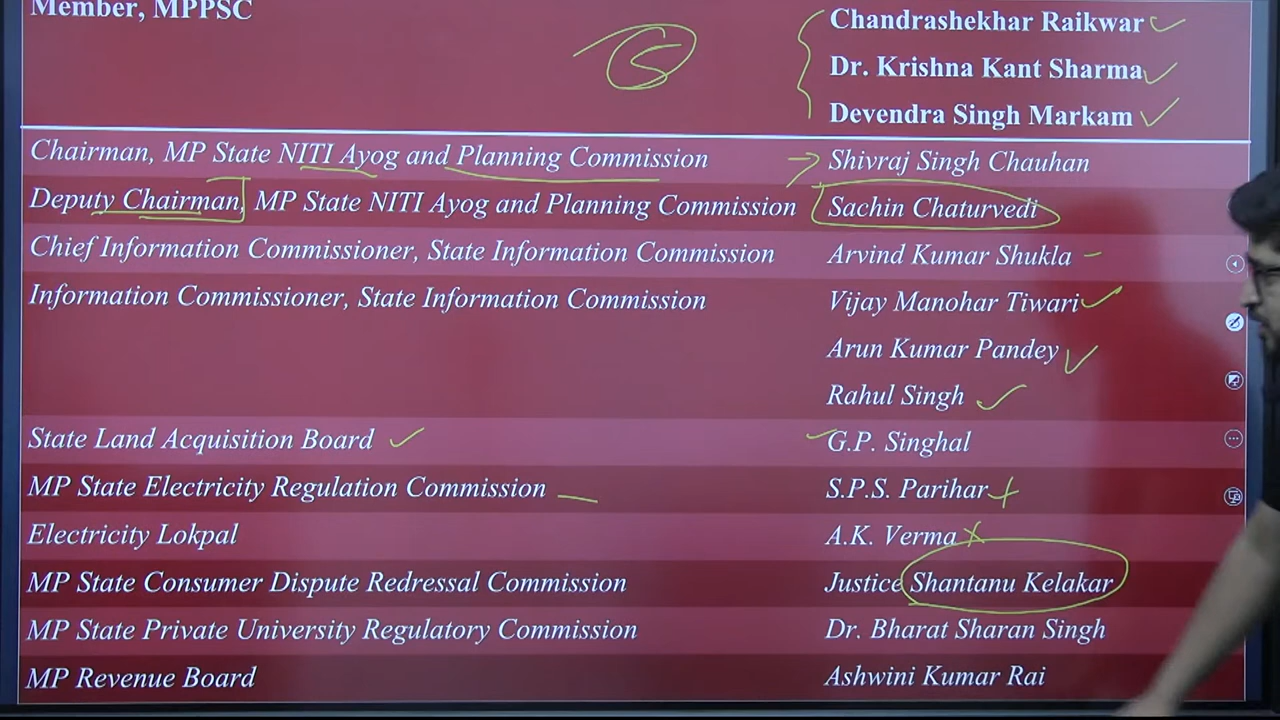 Member, MPPSC
Chandrashekhar Raikwar
Dr. Krishna Kant Sharma
Devendra Singh Markam
5
Chairman, MP State NITI Ayog and Planning Commission Shivraj Singh Chauhan
Deputy Chairman, MP State NITI Ayog and Planning Commission Sachin Chaturvedi
Chief Information Commissioner, State Information Commission Arvind Kumar Shukla
Information Commissioner, State Information Commission Vijay Manohar Tiwari
Arun Kumar Pandey
Rahul Singh
State Land Acquisition Board G.P. Singhal
MP State Electricity Regulation Commission S.P.S. Parihar
Electricity Lokpal A.K. Verma
MP State Consumer Dispute Redressal Commission Justice Shantanu Kelakar
MP State Private University Regulatory Commission Dr. Bharat Sharan Singh
MP Revenue Board Ashwini Kumar Rai